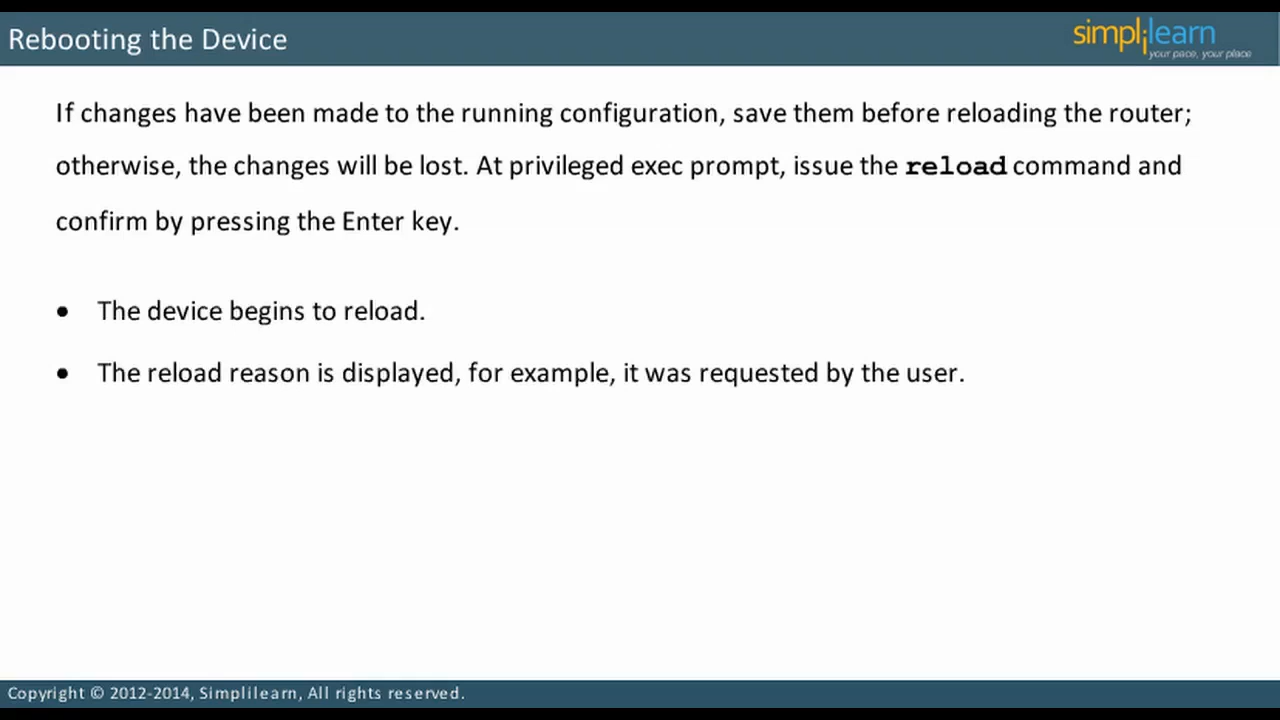 Rebooting the Device
simplilearn
your pace, your place
If changes have been made to the running configuration, save them before reloading the router;
otherwise, the changes will be lost. At privileged exec prompt, issue the reload command and
confirm by pressing the Enter key.
• The device begins to reload.
• The reload reason is displayed, for example, it was requested by the user.
Copyright © 2012-2014, Simplilearn, All rights reserved.